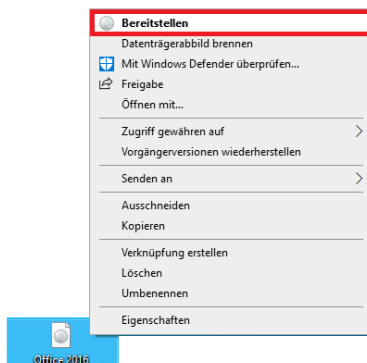 Bereitstellen
Datenträgerabbild brennen
Mit Windows Defender überprüfen...
Freigabe
Öffnen mit...
Zugriff gewähren auf
Vorgängerversionen wiederherstellen
Senden an
Ausschneiden
Kopieren
Verknüpfung erstellen
Löschen
Umbenennen
Eigenschaften
Office 2016